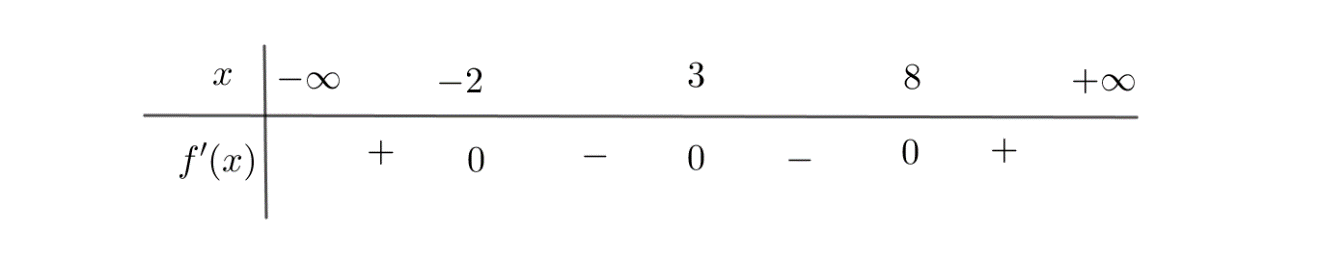 x −∞ −2 3 8 +∞
f′(x) + 0 − 0 − 0 +